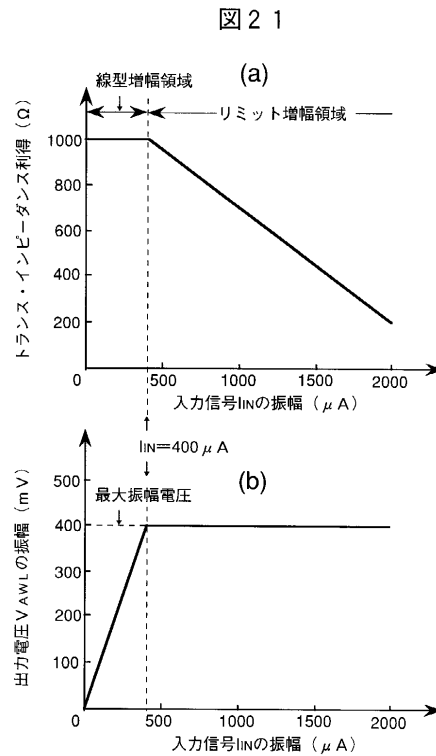 図２１
(a)
線型増幅領域
リミット増幅領域
トランス・インピーダンス利得（Ω）
1000
800
600
400
200
0
500
1000
1500
2000
入力信号IINの振幅（μA）
IIN＝400μA
(b)
最大振幅電圧
出力電圧VAWLの振幅（mV）
500
400
300
200
100
0
500
1000
1500
2000
入力信号IINの振幅（μA）